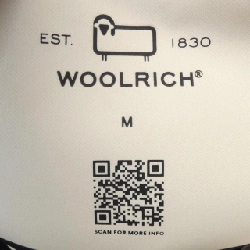 EST. 1830
WOOLRICH®
M
SCAN FOR MORE INFO